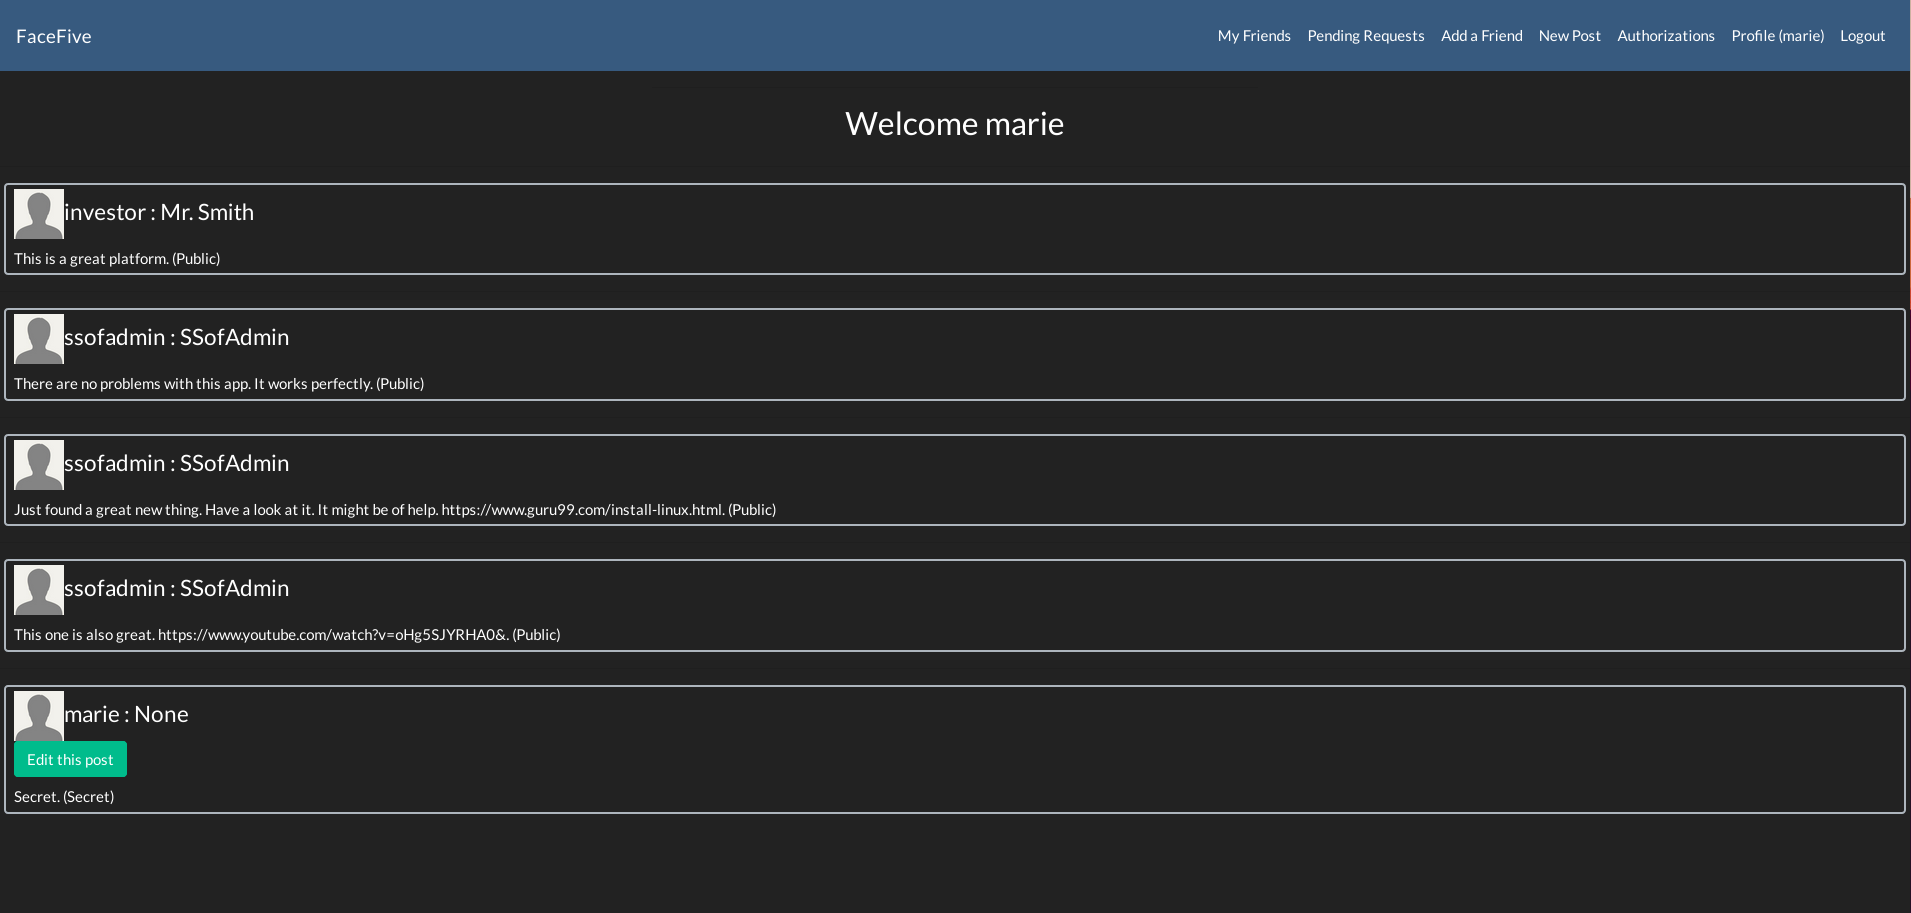 FaceFive
My Friends Pending Requests Add a Friend New Post Authorizations Profile (marie) Logout
Welcome marie
investor : Mr. Smith
This is a great platform. (Public)
ssofadmin : SSofAdmin
There are no problems with this app. It works perfectly. (Public)
ssofadmin : SSofAdmin
Just found a great new thing. Have a look at it. It might be of help. https://www.guru99.com/install-linux.html. (Public)
ssofadmin : SSofAdmin
This one is also great. https://www.youtube.com/watch?v=oHg5SJYRHA0&. (Public)
marie : None
Edit this post
Secret. (Secret)